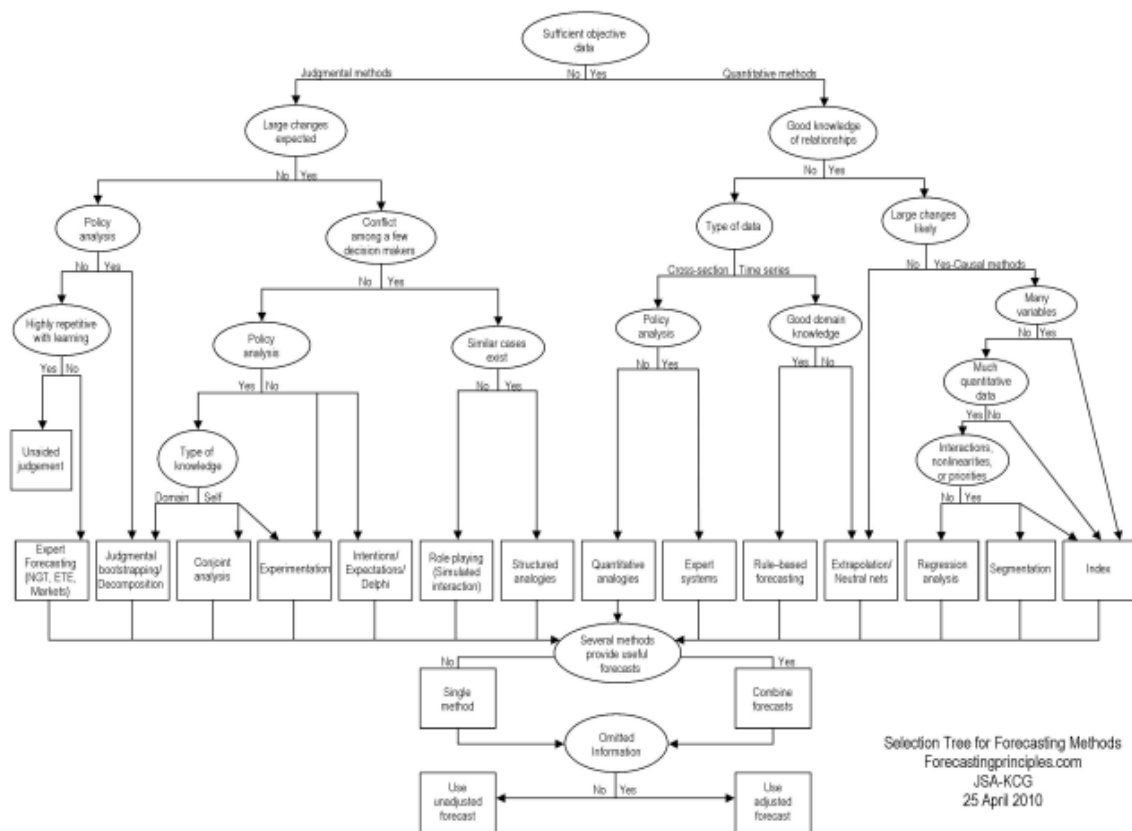 Sufficient objective
data
Judgmental methods
No
Yes
Quantitative methods
Large changes
expected
Good knowledge
of relationships
No
Yes
No
Yes
Policy
analysis
Conflict
among a few
decision makers
Type of data
Large changes
likely
No
Yes
No
Yes
Cross-section
Time series
No
Yes-Causal methods
Highly repetitive
with learning
Policy
analysis
Similar cases
exist
Policy
analysis
Good domain
knowledge
Many
variables
Yes
No
Yes
No
No
Yes
No
Yes
Yes
No
No
Yes
Much
quantitative
data
Yes
No
Unaided
judgement
Type of
knowledge
Interactions,
nonlinearities,
or priorities
Domain
Self
No
Yes
Expert
Forecasting
(NGT, ETE,
Markets)
Judgmental
bootstrapping/
Decomposition
Conjoint
analysis
Experimentation
Intentions/
Expectations/
Delphi
Role playing
(Simulated
interaction)
Structured
analogies
Quantitative
analogies
Expert
systems
Rule-based
forecasting
Extrapolation/
Neutral nets
Regression
analysis
Segmentation
Index
Several methods
provide useful
forecasts
No
Yes
Single
method
Combine
forecasts
Omitted
Information
No
Yes
Use
unadjusted
forecast
Use
adjusted
forecast
Selection Tree for Forecasting Methods
Forecastingprinciples.com
JSA-KCG
25 April 2010